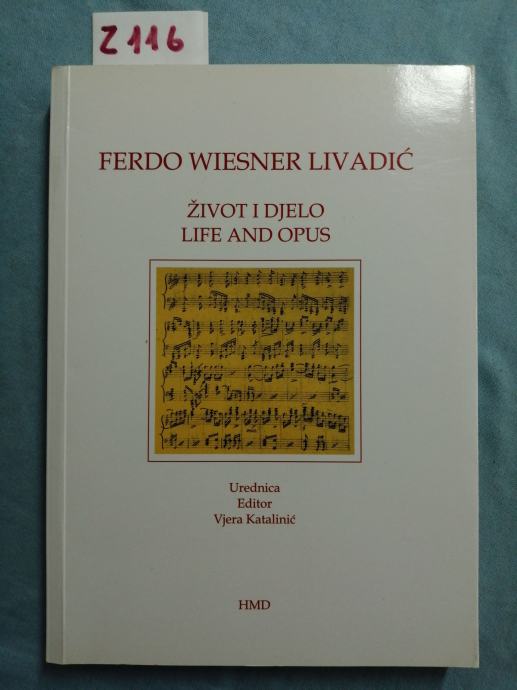 Z 116
FERDO WIESNER LIVADIĆ
ŽIVOT I DJELO
LIFE AND OPUS
Urednica
Editor
Vjera Katalinić
HMD